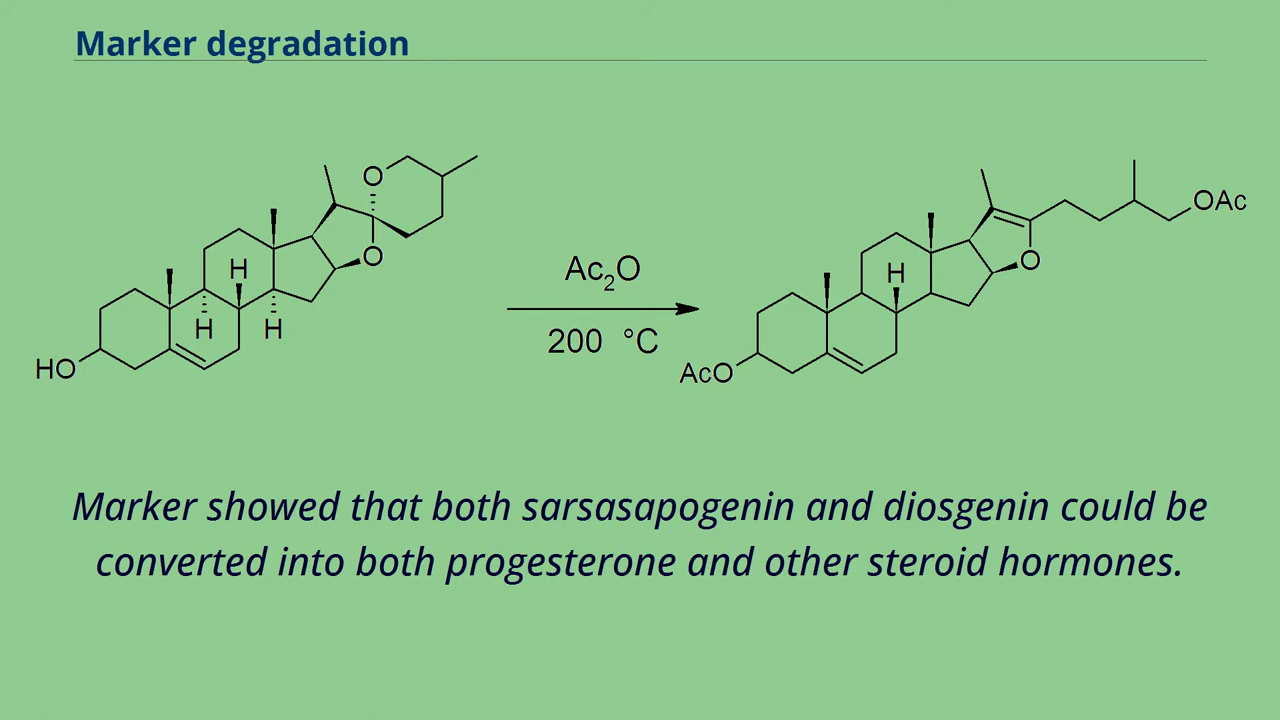 Marker degradation
O
O
H
H
H
HO
Ac₂O
200 °C
OAc
O
H
AcO
Marker showed that both sarsasapogenin and diosgenin could be
converted into both progesterone and other steroid hormones.